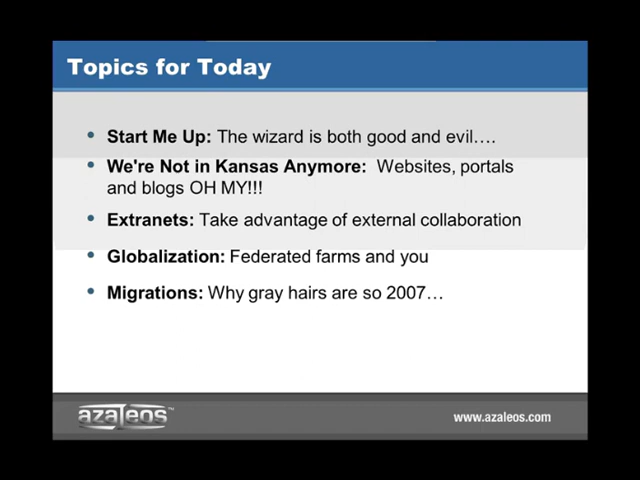 Topics for Today
• Start Me Up: The wizard is both good and evil….
• We're Not in Kansas Anymore: Websites, portals
and blogs OH MY!!!
• Extranets: Take advantage of external collaboration
• Globalization: Federated farms and you
• Migrations: Why gray hairs are so 2007…
azaleos™
www.azaleos.com